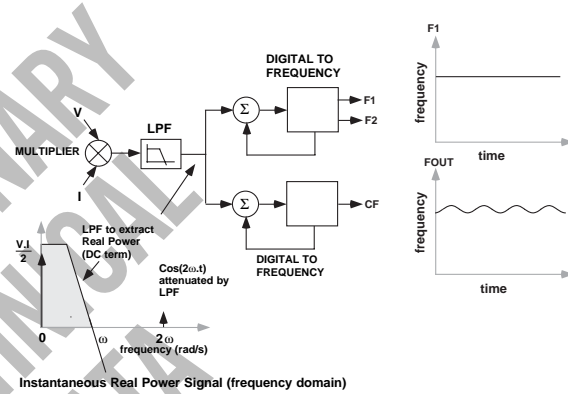 F1
frequency
time
DIGITAL TO
FREQUENCY
Σ
F1
F2
V
MULTIPLIER
I
LPF
FOUT
frequency
time
Σ
CF
DIGITAL TO
FREQUENCY
LPF to extract
Real Power
(DC term)
V.I
2
Cos(2ω.t)
attenuated by
LPF
0
ω
2ω
frequency (rad/s)
Instantaneous Real Power Signal (frequency domain)